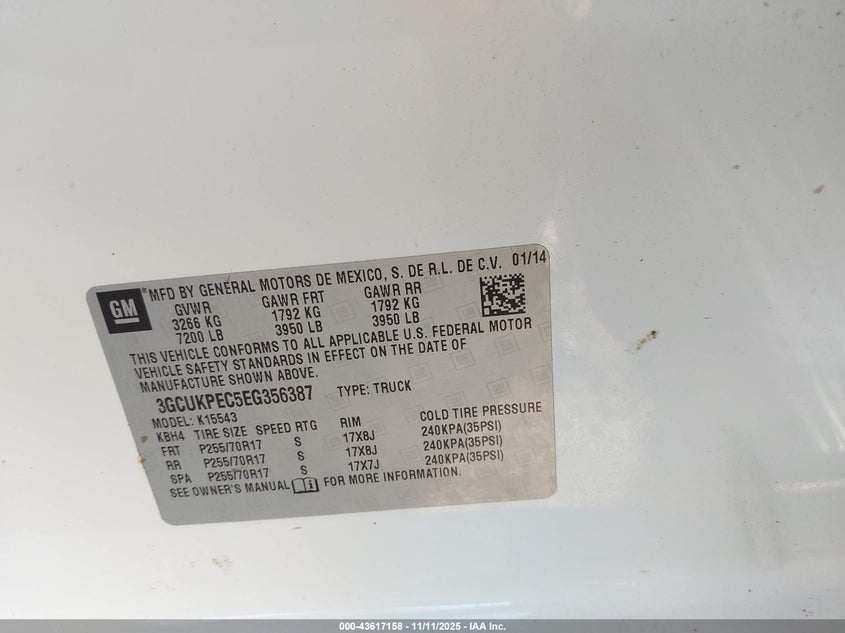 GM
®MFD BY GENERAL MOTORS DE MEXICO, S. DE R.L. DE C.V. 01/14
GVWR GAWR FRT GAWR RR
3266 KG 1792 KG 1792 KG
7200 LB 3950 LB 3950 LB
THIS VEHICLE CONFORMS TO ALL APPLICABLE U.S. FEDERAL MOTOR
VEHICLE SAFETY STANDARDS IN EFFECT ON THE DATE OF
MANUFACTURE SHOWN ABOVE.
3GCUKPEC5EG356387 TYPE: TRUCK
MODEL: K15543
KBH4 TIRE SIZE SPEED RTG RIM COLD TIRE PRESSURE
FRT P255/70R17 S 17X8J 240KPA(35PSI)
RR P255/70R17 S 17X8J 240KPA(35PSI)
SPA P255/70R17 S 17X7J 240KPA(35PSI)
SEE OWNER'S MANUAL FOR MORE INFORMATION.
000-43617158 - 11/11/2025 - IAA Inc.